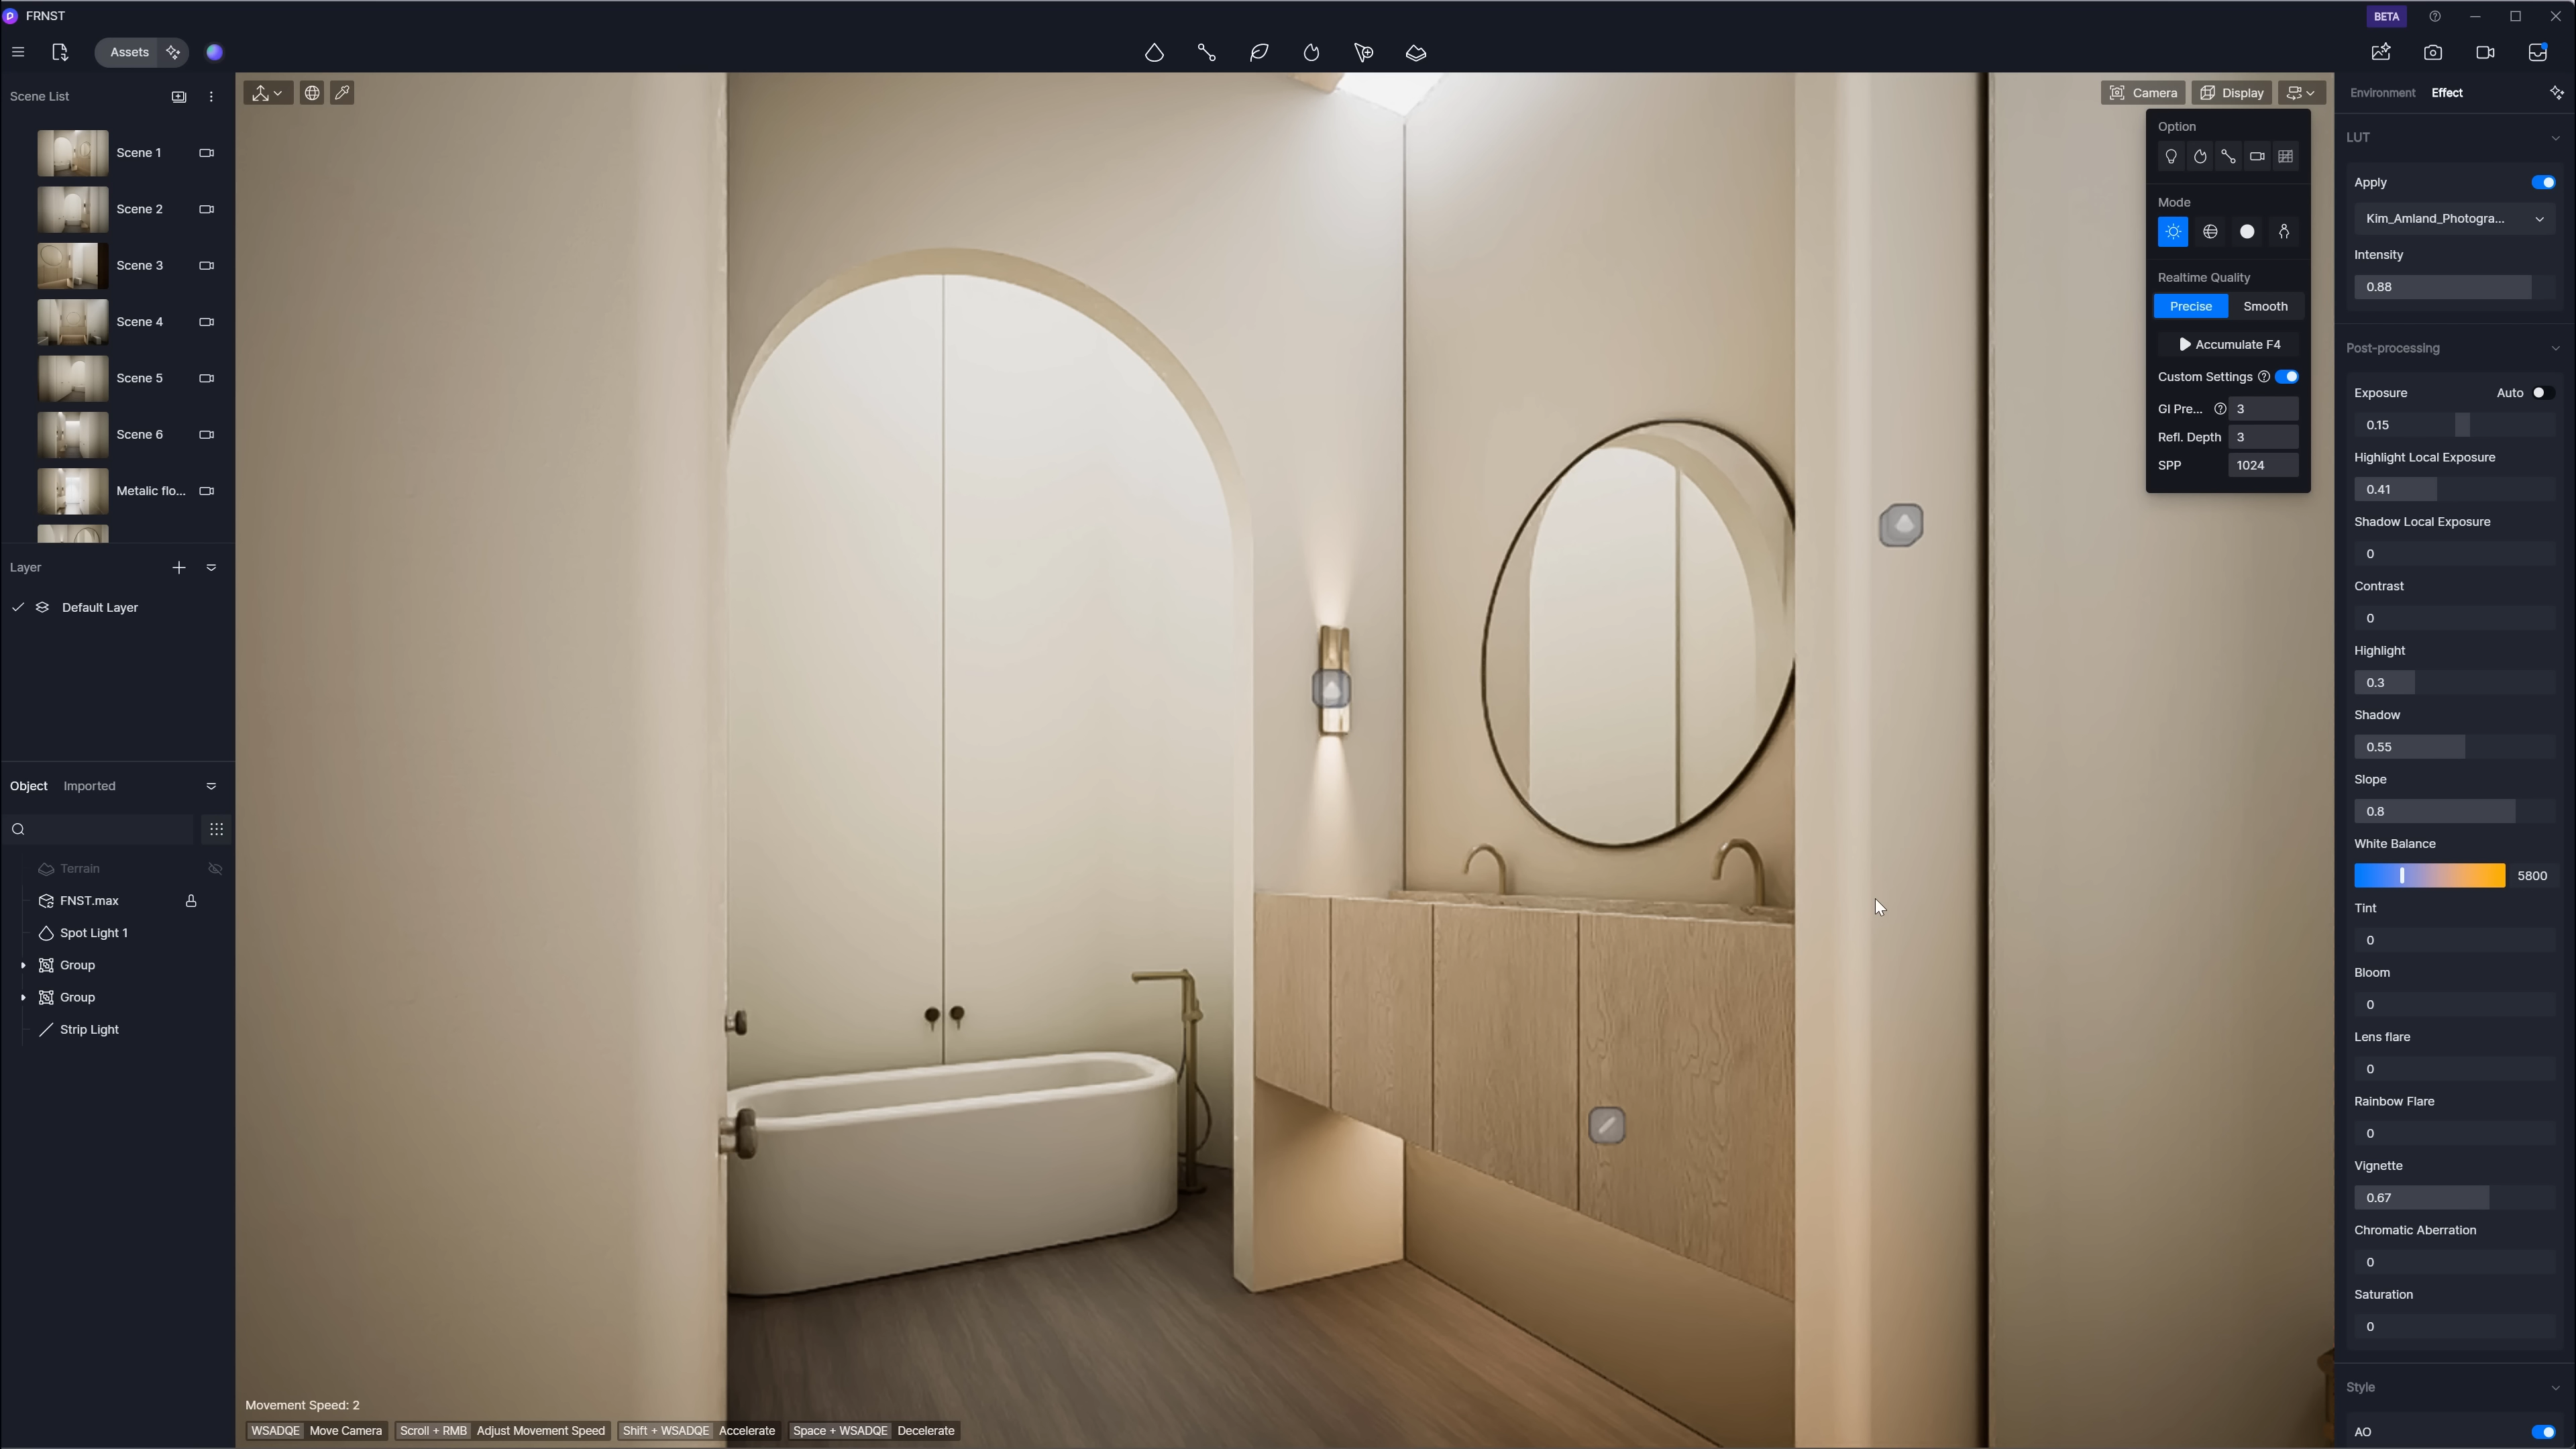 FRNST
BETA
Assets
Scene List
Scene 1
Scene 2
Scene 3
Scene 4
Scene 5
Scene 6
Metalic flo...
Layer
Default Layer
Object Imported
Terrain
FNST.max
Spot Light 1
Group
Group
Strip Light
Camera Display
Option
Mode
Realtime Quality
Precise Smooth
Accumulate F4
Custom Settings
GI Pre... 3
Refl. Depth 3
SPP 1024
Movement Speed: 2
WSADQE Move Camera Scroll + RMB Adjust Movement Speed Shift + WSADQE Accelerate Space + WSADQE Decelerate
Environment Effect
LUT
Apply
Kim_Amland_Photogra...
Intensity
0.88
Post-processing
Exposure Auto
0.15
Highlight Local Exposure
0.41
Shadow Local Exposure
0
Contrast
0
Highlight
0.3
Shadow
0.55
Slope
0.8
White Balance
5800
Tint
0
Bloom
0
Lens flare
0
Rainbow Flare
0
Vignette
0.67
Chromatic Aberration
0
Saturation
0
Style
AO